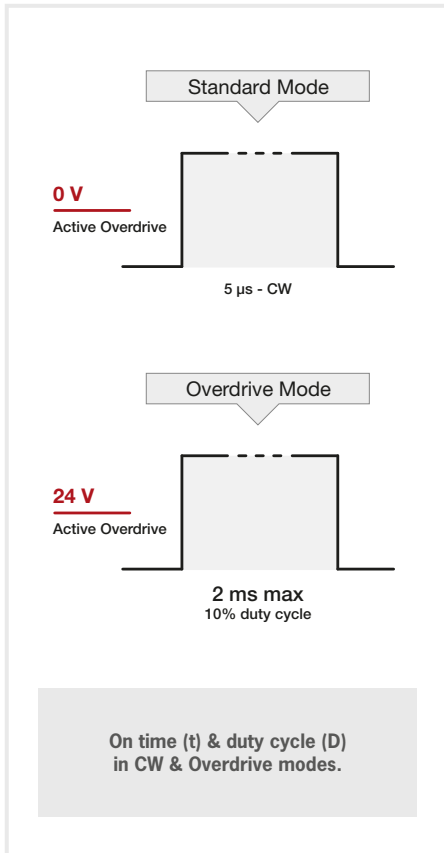 Standard Mode
0 V
Active Overdrive
5 µs - CW
Overdrive Mode
24 V
Active Overdrive
2 ms max
10% duty cycle
On time (t) & duty cycle (D)
in CW & Overdrive modes.